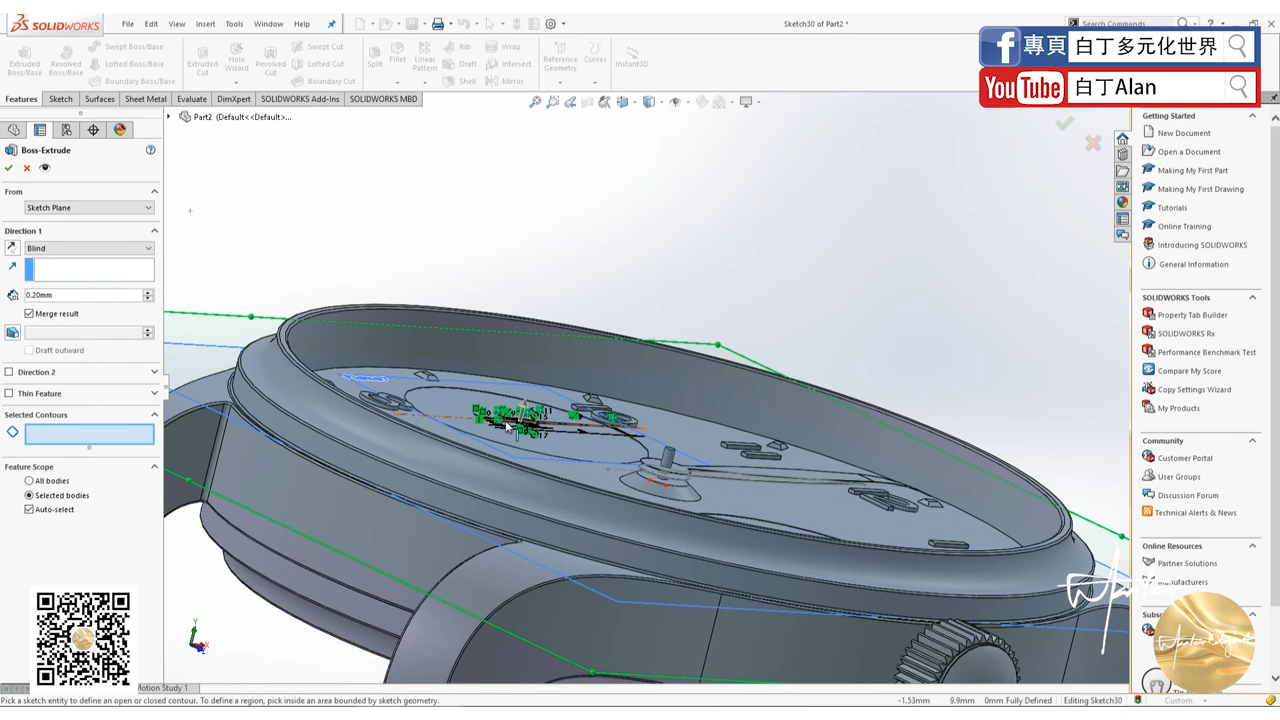 SOLIDWORKS
File Edit View Insert Tools Window Help
Sketch30 of Part2 *
Search Commands
Extruded Boss/Base
Revolved Boss/Base
Swept Boss/Base
Lofted Boss/Base
Boundary Boss/Base
Extruded Cut
Hole Wizard
Revolved Cut
Swept Cut
Lofted
Boundary Cut
Split
Fillet
Linear Pattern
Rib
Draft
Shell
Wrap
Intersect
Mirror
Reference Geometry
Curves
Instant3D
專頁 白丁多元化世界
YouTube 白丁Alan
Features Sketch Surfaces Sheet Metal Evaluate DimXpert SOLIDWORKS Add-Ins SOLIDWORKS MBD
Part2 (Default<<Default>...
Boss-Extrude
From
Sketch Plane
Direction 1
Blind
0.20mm
Merge result
Draft outward
Direction 2
Thin Feature
Selected Contours
Feature Scope
All bodies
Selected bodies
Auto-select
Getting Started
New Document
Open a Document
Making My First Part
Making My First Drawing
Tutorials
Online Training
Introducing SOLIDWORKS
General Information
SOLIDWORKS Tools
Property Tab Builder
SOLIDWORKS Rx
Performance Benchmark Test
Compare My Score
Copy Settings Wizard
My Products
Community
Customer Portal
User Groups
Discussion Forum
Technical Alerts & News
Online Resources
Partner Solutions
Motion Study 1
Pick a sketch entity to define an open or closed contour. To define a region, pick inside an area bounded by sketch geometry.
-1.53mm 9.9mm 0mm Fully Defined Editing Sketch30 Custom